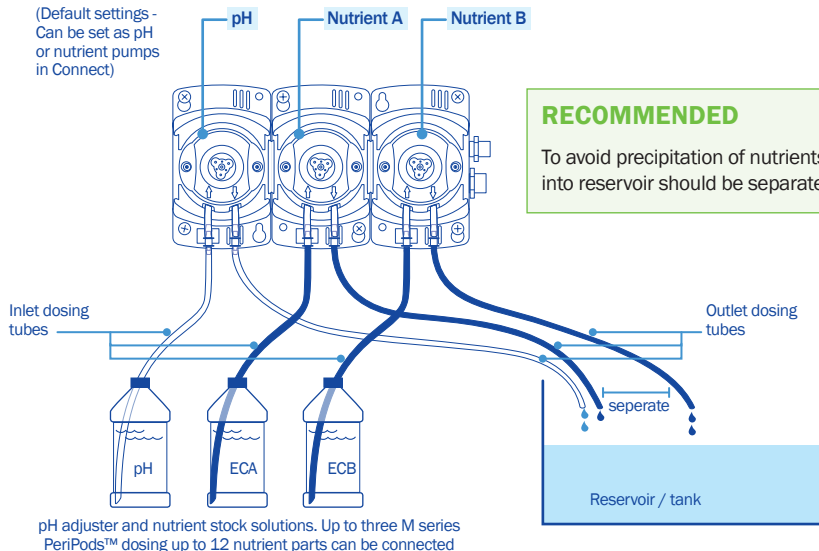 (Default settings -
Can be set as pH
or nutrient pumps
in Connect)
pH
Nutrient A
Nutrient B
RECOMMENDED
To avoid precipitation of nutrients
into reservoir should be separate
Inlet dosing
tubes
Outlet dosing
tubes
seperate
pH
ECA
ECB
Reservoir / tank
pH adjuster and nutrient stock solutions. Up to three M series
PeriPods™ dosing up to 12 nutrient parts can be connected